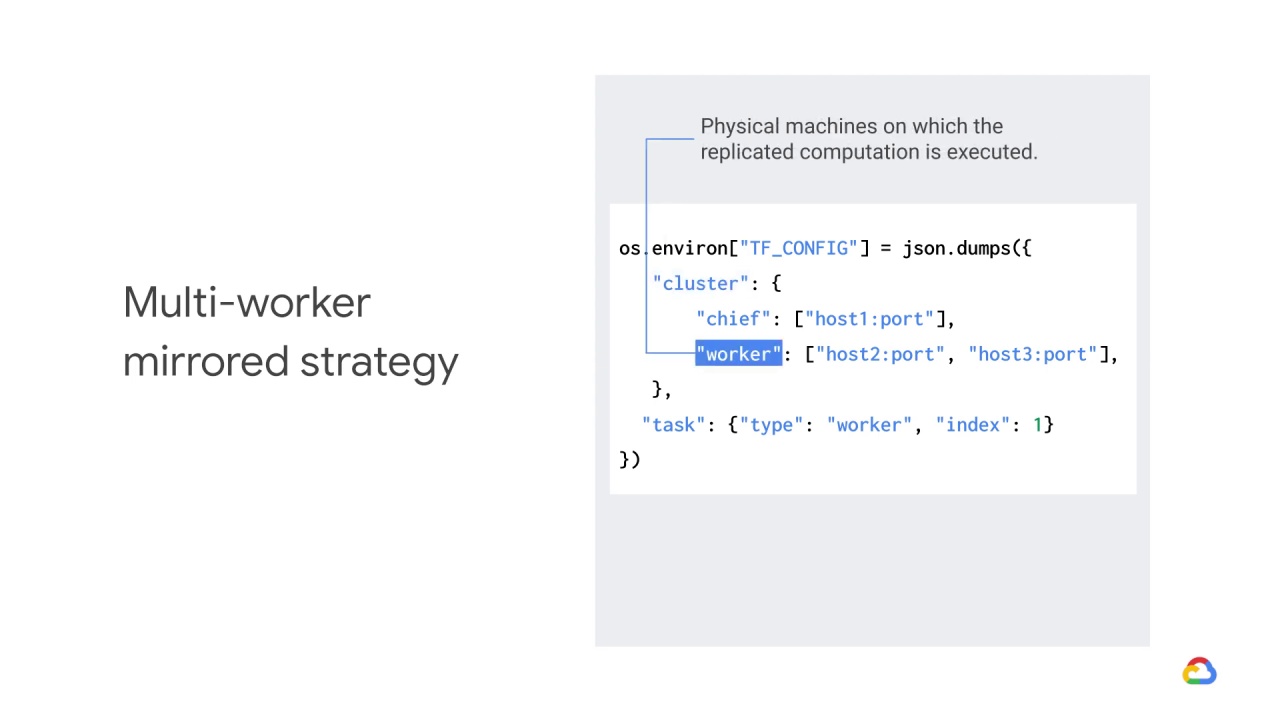 Multi-worker
mirrored strategy
Physical machines on which the
replicated computation is executed.
os.environ["TF_CONFIG"] = json.dumps({
"cluster": {
"chief": ["host1:port"],
"worker": ["host2:port", "host3:port"],
},
"task": {"type": "worker", "index": 1}
})